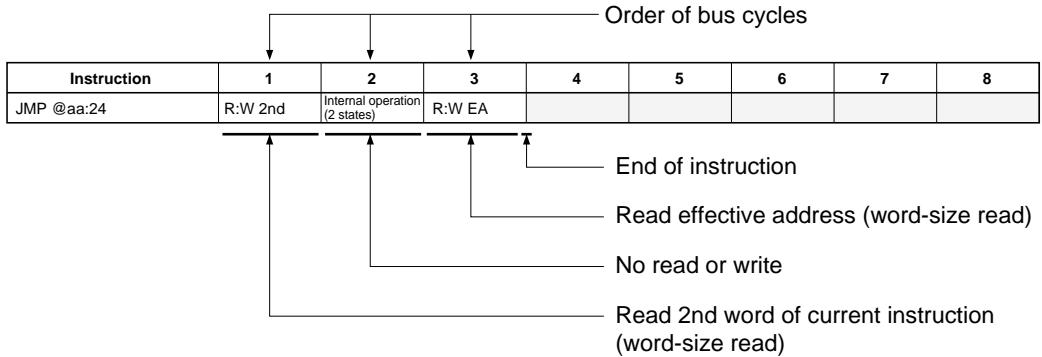 Order of bus cycles
Instruction 1 2 3 4 5 6 7 8
JMP @aa:24 R:W 2nd Internal operation (2 states) R:W EA
End of instruction
Read effective address (word-size read)
No read or write
Read 2nd word of current instruction
(word-size read)